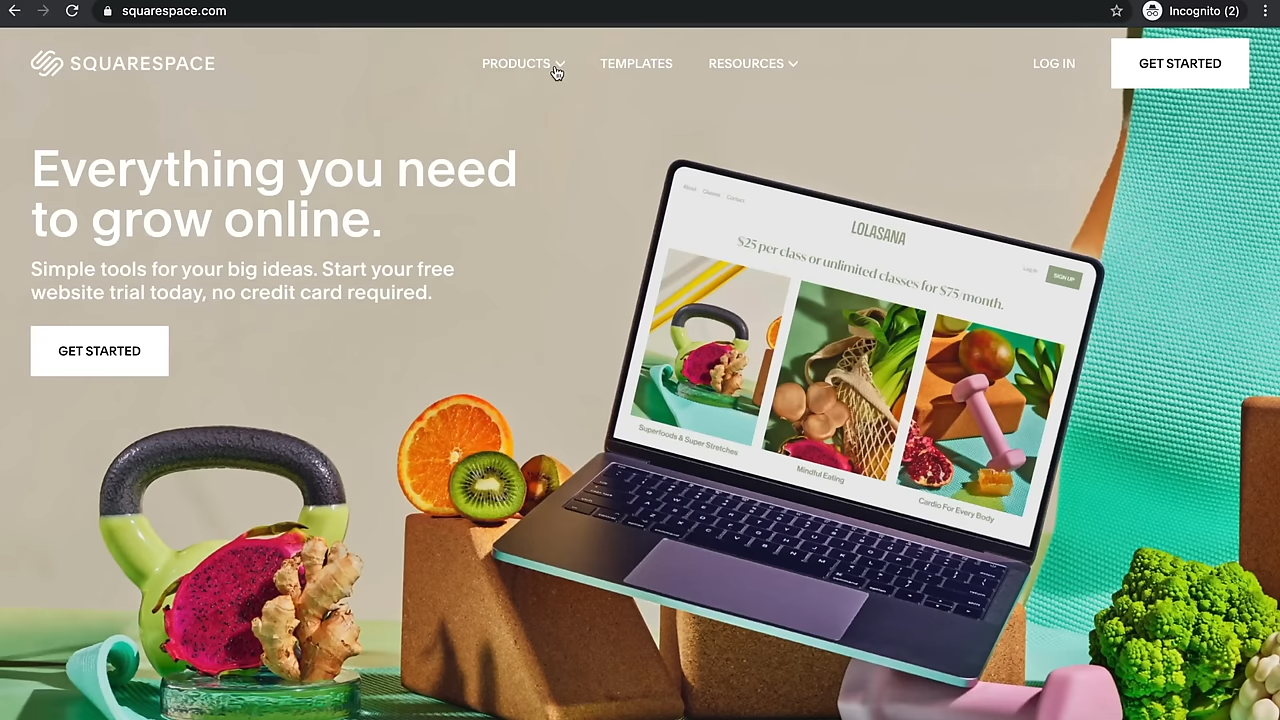 squarespace.com
Incognito (2)
SQUARESPACE
PRODUCTS
TEMPLATES
RESOURCES
LOG IN
GET STARTED
Everything you need
to grow online.
Simple tools for your big ideas. Start your free
website trial today, no credit card required.
GET STARTED
About Classes Contact
LOLASANA
Log In
SIGN UP
$25 per class or unlimited classes for $75/month.
Superfoods & Super Stretches
Mindful Eating
Cardio For Every Body